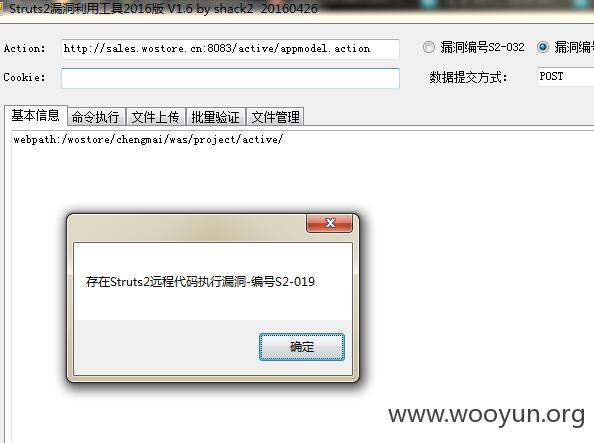 Struts2漏洞利用工具2016版 V1.6 by shack2 20160426
Action: http://sales.wostore.cn:8083/active/appmodel.action 漏洞编号S2-032 漏洞编
Cookie: 数据提交方式: POST
基本信息 命令执行 文件上传 批量验证 文件管理
webpath:/wostore/chengmai/was/project/active/
存在Struts2远程代码执行漏洞-编号S2-019
确定
www.wooyun.org